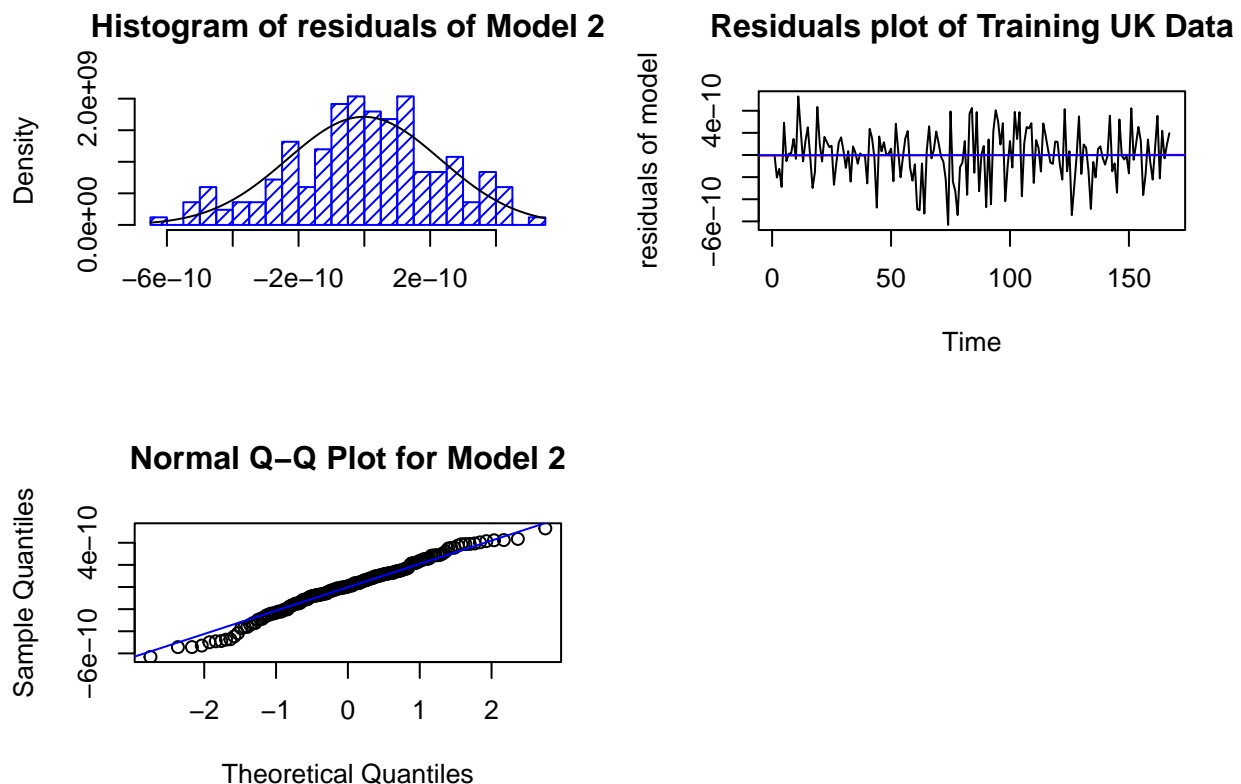 Histogram of residuals of Model 2
Density
0.0e+00 2.0e+09
−6e−10 −2e−10 2e−10
Residuals plot of Training UK Data
residuals of model
−6e−10 4e−10
0 50 100 150
Time
Normal Q−Q Plot for Model 2
Sample Quantiles
−6e−10 4e−10
−2 −1 0 1 2
Theoretical Quantiles